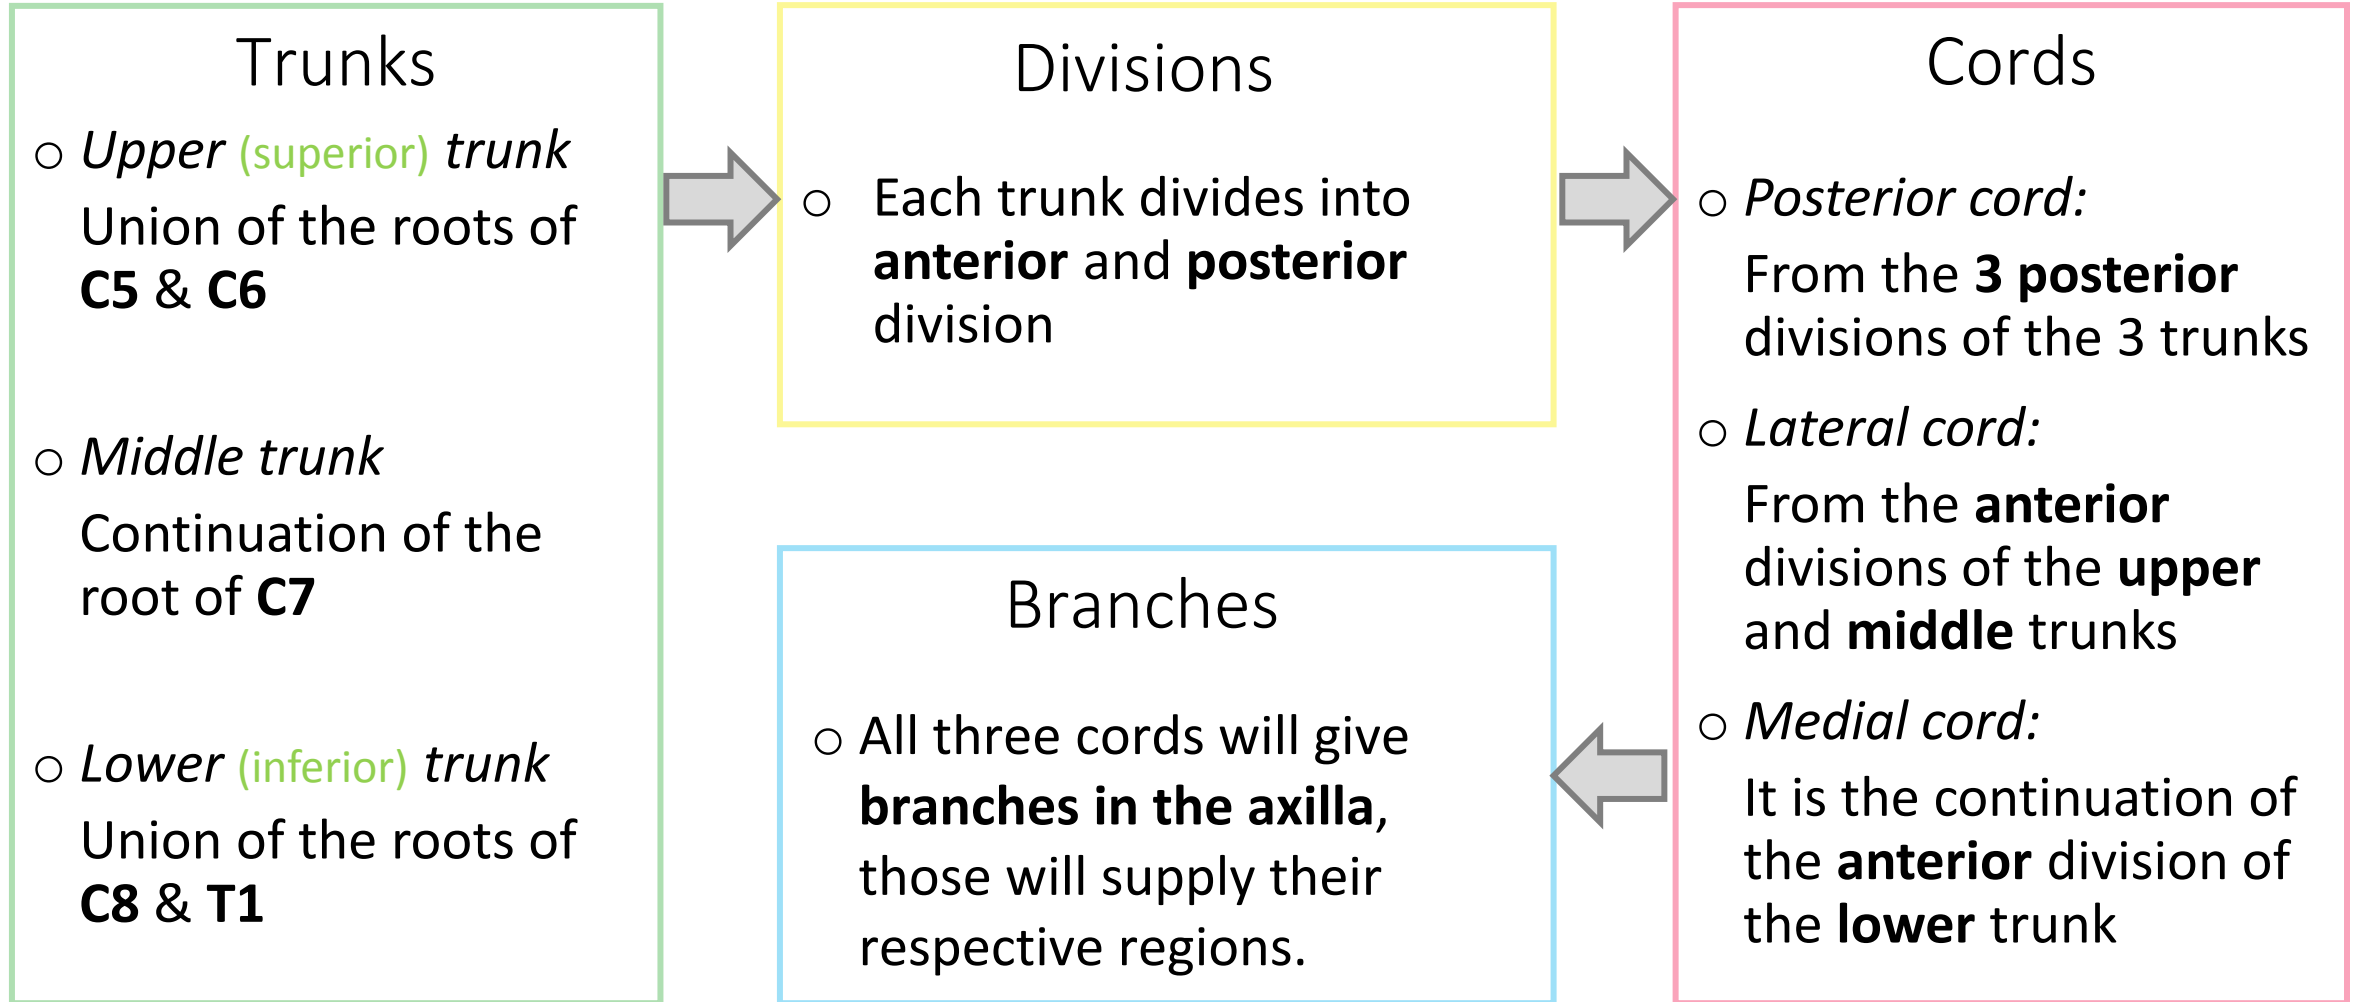 Trunks
○ Upper (superior) trunk
Union of the roots of
C5 & C6
○ Middle trunk
Continuation of the
root of C7
○ Lower (inferior) trunk
Union of the roots of
C8 & T1
Divisions
○ Each trunk divides into
anterior and posterior
division
Cords
○ Posterior cord:
From the 3 posterior
divisions of the 3 trunks
○ Lateral cord:
From the anterior
divisions of the upper
and middle trunks
○ Medial cord:
It is the continuation of
the anterior division of
the lower trunk
Branches
○ All three cords will give
branches in the axilla,
those will supply their
respective regions.